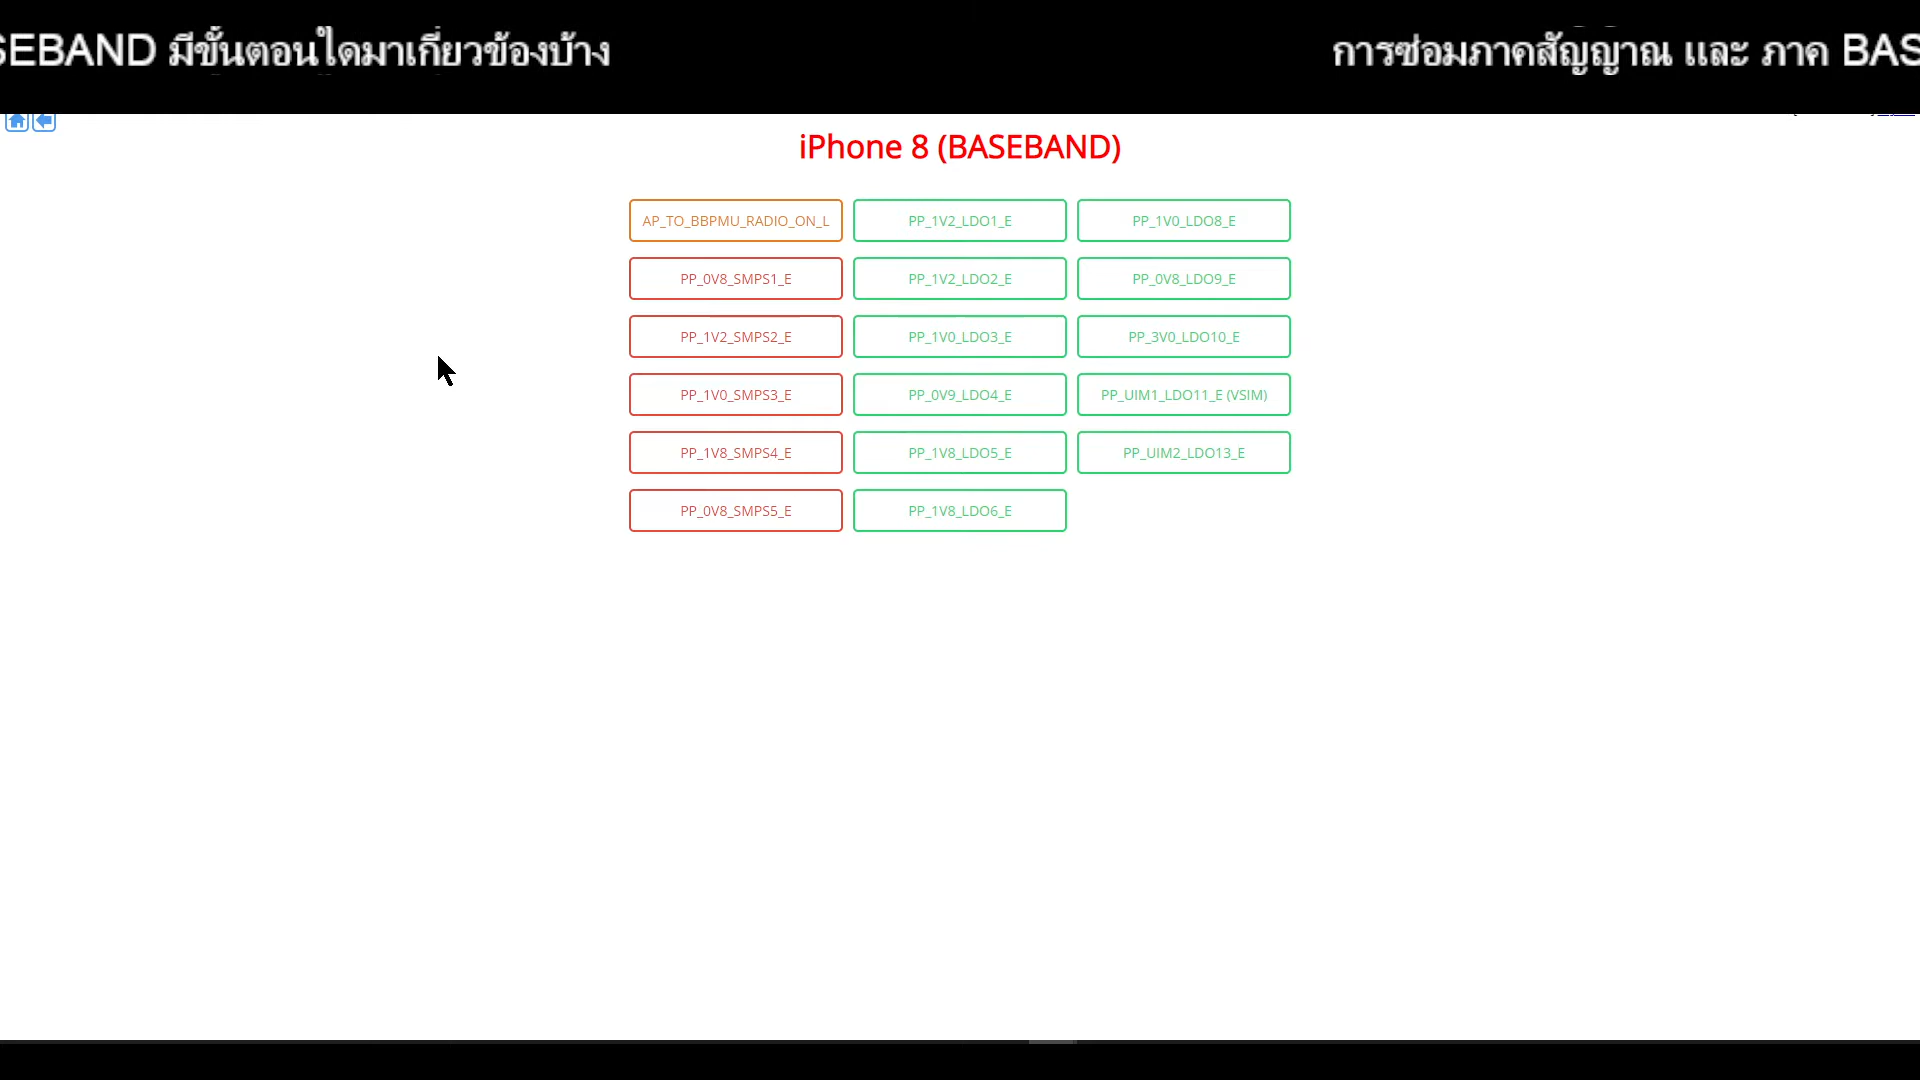 SEBAND มีขั้นตอนใดมาเกี่ยวข้องบ้าง
การซ่อมภาคสัญญาณ และ ภาค BAS
iPhone 8 (BASEBAND)
AP_TO_BBPMU_RADIO_ON_L PP_1V2_LDO1_E PP_1V0_LDO8_E
PP_0V8_SMPS1_E PP_1V2_LDO2_E PP_0V8_LDO9_E
PP_1V2_SMPS2_E PP_1V0_LDO3_E PP_3V0_LDO10_E
PP_1V0_SMPS3_E PP_0V9_LDO4_E PP_UIM1_LDO11_E (VSIM)
PP_1V8_SMPS4_E PP_1V8_LDO5_E PP_UIM2_LDO13_E
PP_0V8_SMPS5_E PP_1V8_LDO6_E